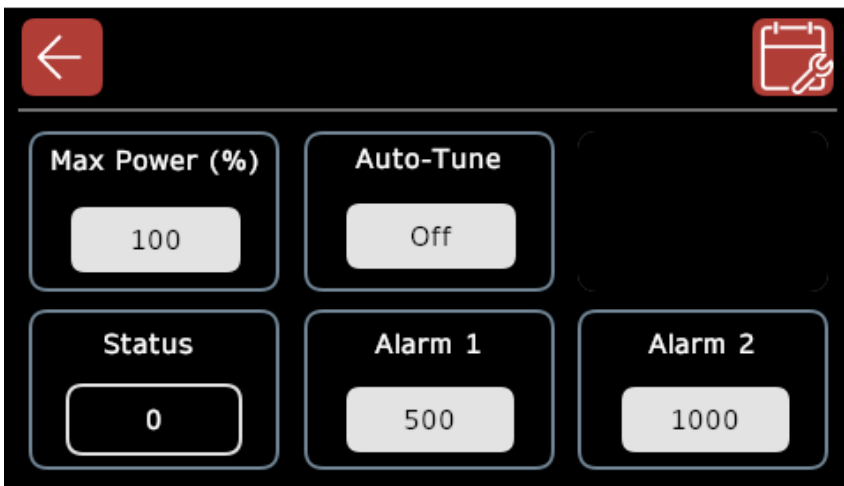 Max Power (%)
Auto-Tune
100
Off
Status
Alarm 1
Alarm 2
0
500
1000